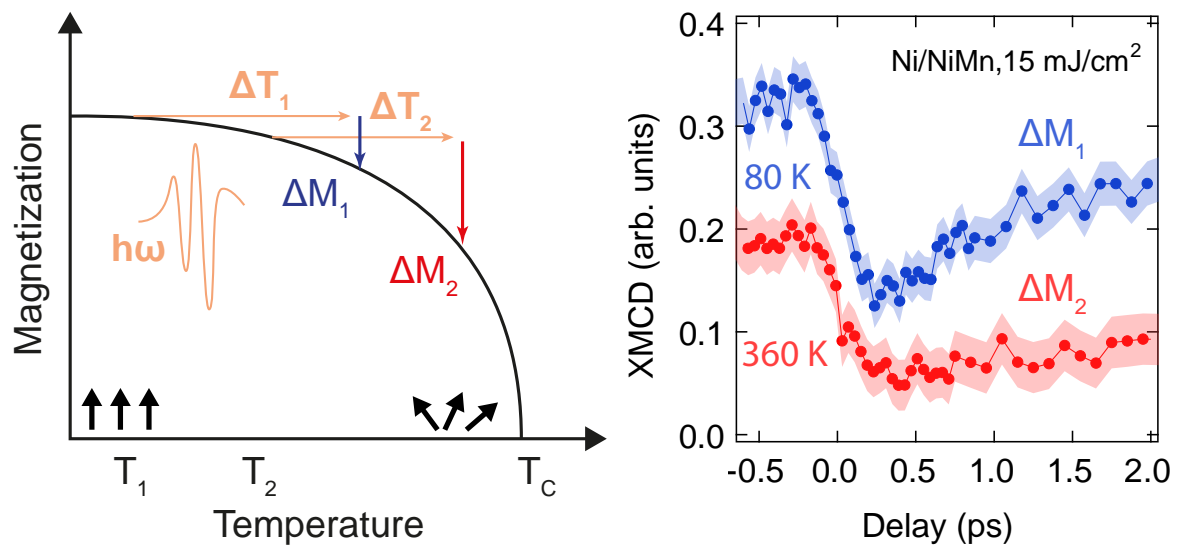 Magnetization
ΔT₁
ΔT₂
ΔM₁
ΔM₂
hω
T₁
T₂
T_C
Temperature
XMCD (arb. units)
0.4
0.3
0.2
0.1
0.0
Ni/NiMn,15 mJ/cm²
ΔM₁
80 K
ΔM₂
360 K
-0.5
0.0
0.5
1.0
1.5
2.0
Delay (ps)